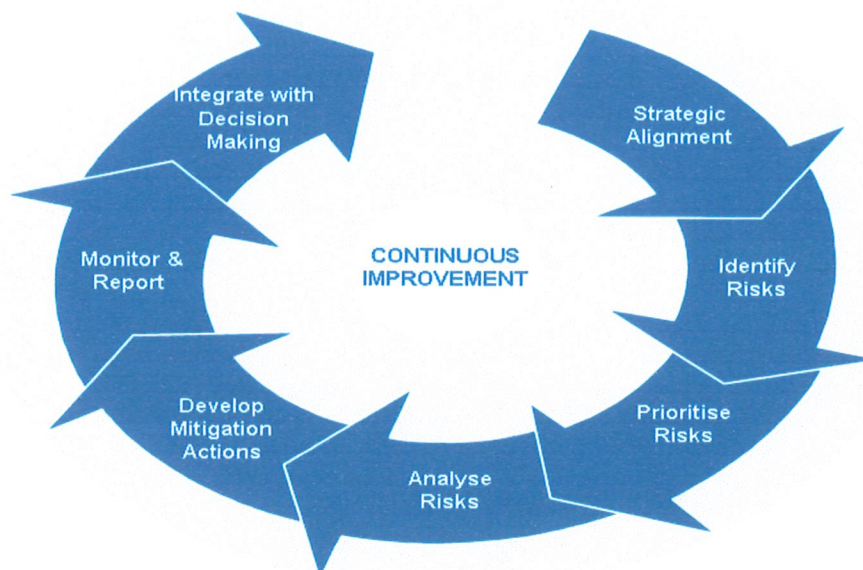 Strategic
Alignment
Identify
Risks
Prioritise
Risks
Analyse
Risks
Develop
Mitigation
Actions
Monitor &
Report
Integrate with
Decision
Making
CONTINUOUS
IMPROVEMENT